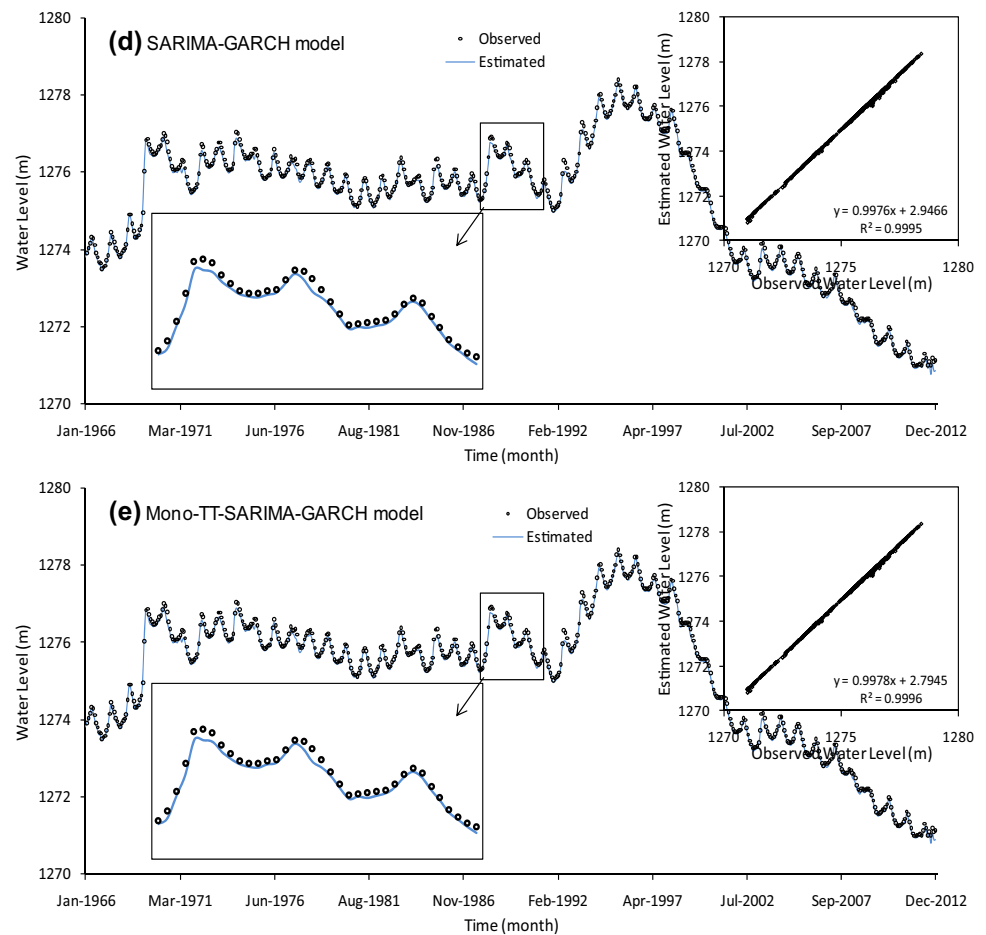 (d) SARIMA-GARCH model
Observed
Estimated
Water Level (m)
1280
1278
1276
1274
1272
1270
Jan-1966 Mar-1971 Jun-1976 Aug-1981 Nov-1986 Feb-1992 Apr-1997 Jul-2002 Sep-2007 Dec-2012
Time (month)
Estimated Water Level (m)
1280
1278
1276
1274
1272
1270
y = 0.9976x + 2.9466
R² = 0.9995
1270 1275 1280
Observed Water Level (m)
(e) Mono-TT-SARIMA-GARCH model
Observed
Estimated
Water Level (m)
1280
1278
1276
1274
1272
1270
Jan-1966 Mar-1971 Jun-1976 Aug-1981 Nov-1986 Feb-1992 Apr-1997 Jul-2002 Sep-2007 Dec-2012
Time (month)
Estimated Water Level (m)
1280
1278
1276
1274
1272
1270
y = 0.9978x + 2.7945
R² = 0.9996
1270 1275 1280
Observed Water Level (m)